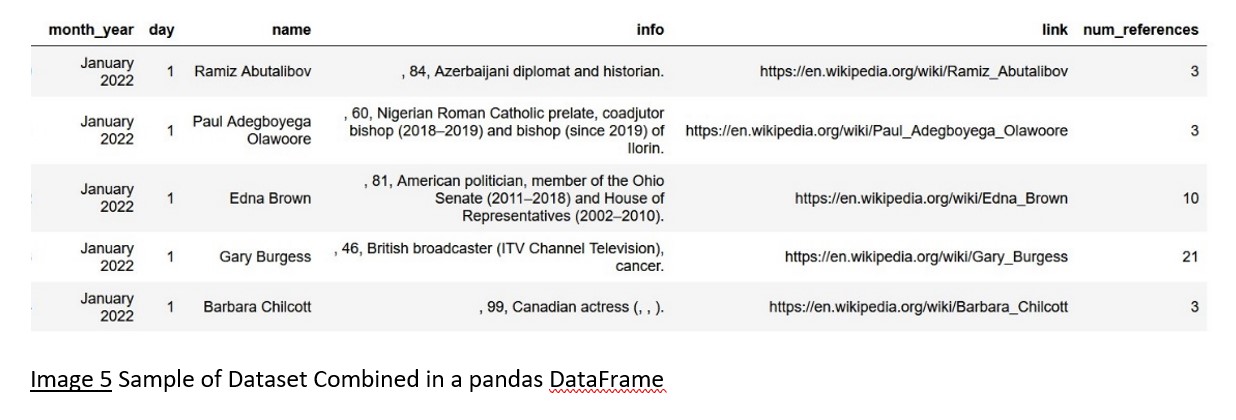 month_year day name info link num_references
January 2022 1 Ramiz Abutalibov , 84, Azerbaijani diplomat and historian. https://en.wikipedia.org/wiki/Ramiz_Abutalibov 3
January 2022 1 Paul Adegboyega Olawoore , 60, Nigerian Roman Catholic prelate, coadjutor bishop (2018–2019) and bishop (since 2019) of Ilorin. https://en.wikipedia.org/wiki/Paul_Adegboyega_Olawoore 3
January 2022 1 Edna Brown , 81, American politician, member of the Ohio Senate (2011–2018) and House of Representatives (2002–2010). https://en.wikipedia.org/wiki/Edna_Brown 10
January 2022 1 Gary Burgess , 46, British broadcaster (ITV Channel Television), cancer. https://en.wikipedia.org/wiki/Gary_Burgess 21
January 2022 1 Barbara Chilcott , 99, Canadian actress (, , ). https://en.wikipedia.org/wiki/Barbara_Chilcott 3
Image 5 Sample of Dataset Combined in a pandas DataFrame